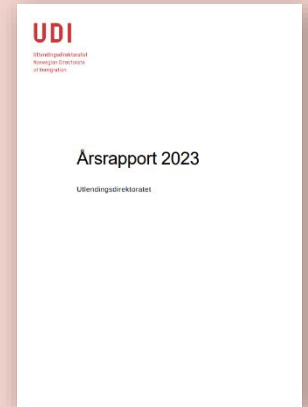 UDI
Utlendingsdirektoratet
Norwegian Directorate
of Immigration
Årsrapport 2023
Utlendingsdirektoratet